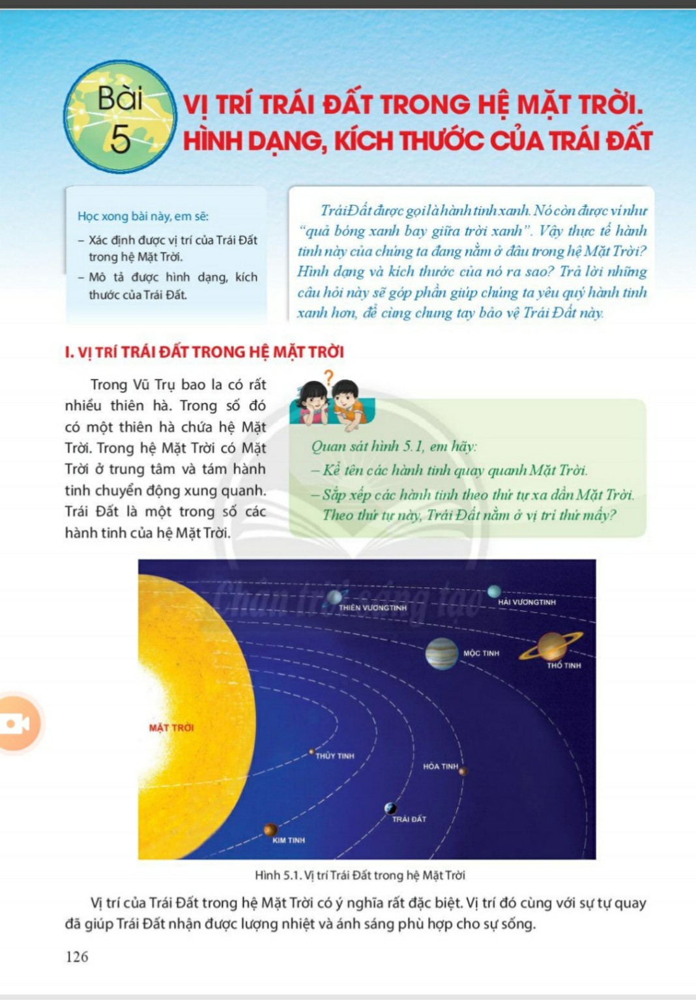 Bài
5
VỊ TRÍ TRÁI ĐẤT TRONG HỆ MẶT TRỜI.
HÌNH DẠNG, KÍCH THƯỚC CỦA TRÁI ĐẤT
Học xong bài này, em sẽ:
– Xác định được vị trí của Trái Đất
trong hệ Mặt Trời.
– Mô tả được hình dạng, kích
thước của Trái Đất.
Trái Đất được gọi là hành tinh xanh. Nó còn được ví như
“quả bóng xanh bay giữa trời xanh”. Vậy thực tế hành
tinh này của chúng ta đang nằm ở đâu trong hệ Mặt Trời?
Hình dạng và kích thước của nó ra sao? Trả lời những
câu hỏi này sẽ góp phần giúp chúng ta yêu quý hành tinh
xanh hơn, để cùng chung tay bảo vệ Trái Đất này.
I. VỊ TRÍ TRÁI ĐẤT TRONG HỆ MẶT TRỜI
Trong Vũ Trụ bao la có rất
nhiều thiên hà. Trong số đó
có một thiên hà chứa hệ Mặt
Trời. Trong hệ Mặt Trời có Mặt
Trời ở trung tâm và tám hành
tinh chuyển động xung quanh.
Trái Đất là một trong số các
hành tinh của hệ Mặt Trời.
?
Quan sát hình 5.1, em hãy:
– Kể tên các hành tinh quay quanh Mặt Trời.
– Sắp xếp các hành tinh theo thứ tự xa dần Mặt Trời.
Theo thứ tự này, Trái Đất nằm ở vị trí thứ mấy?
Chân trời sáng tạo
THIÊN VƯƠNG TINH
HẢI VƯƠNG TINH
MỘC TINH
THỔ TINH
MẶT TRỜI
THỦY TINH
HỎA TINH
TRÁI ĐẤT
KIM TINH
Hình 5.1. Vị trí Trái Đất trong hệ Mặt Trời
Vị trí của Trái Đất trong hệ Mặt Trời có ý nghĩa rất đặc biệt. Vị trí đó cùng với sự tự quay
đã giúp Trái Đất nhận được lượng nhiệt và ánh sáng phù hợp cho sự sống.
126